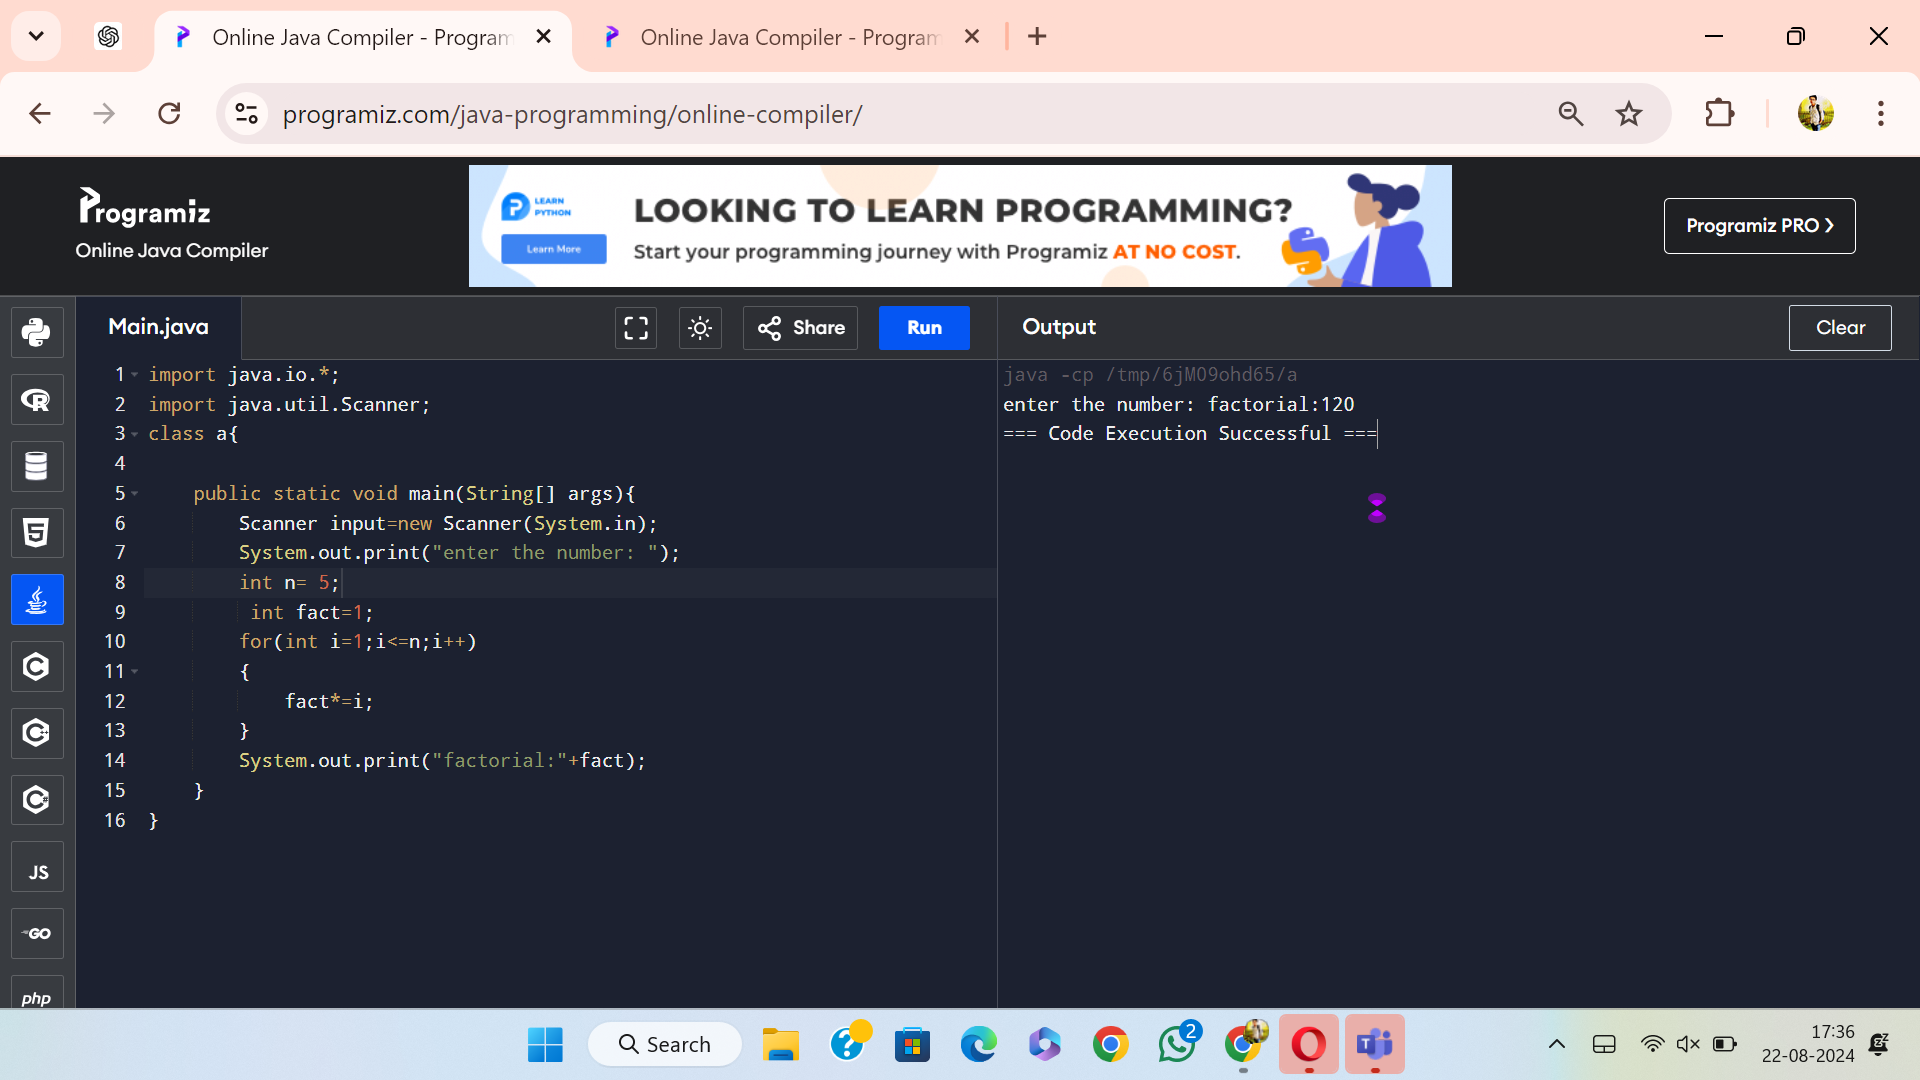 Online Java Compiler - Program
Online Java Compiler - Program
programiz.com/java-programming/online-compiler/
Programiz
Online Java Compiler
LEARN
PYTHON
Learn More
LOOKING TO LEARN PROGRAMMING?
Start your programming journey with Programiz AT NO COST.
Programiz PRO
Main.java
Share
Run
Output
Clear
1 import java.io.*;
2 import java.util.Scanner;
3 class a{
4
5 public static void main(String[] args){
6 Scanner input=new Scanner(System.in);
7 System.out.print("enter the number: ");
8 int n= 5;
9 int fact=1;
10 for(int i=1;i<=n;i++)
11 {
12 fact*=i;
13 }
14 System.out.print("factorial:"+fact);
15 }
16 }
java -cp /tmp/6jMO9ohd65/a
enter the number: factorial:120
=== Code Execution Successful ===
JS
GO
php
Search
2
17:36
22-08-2024